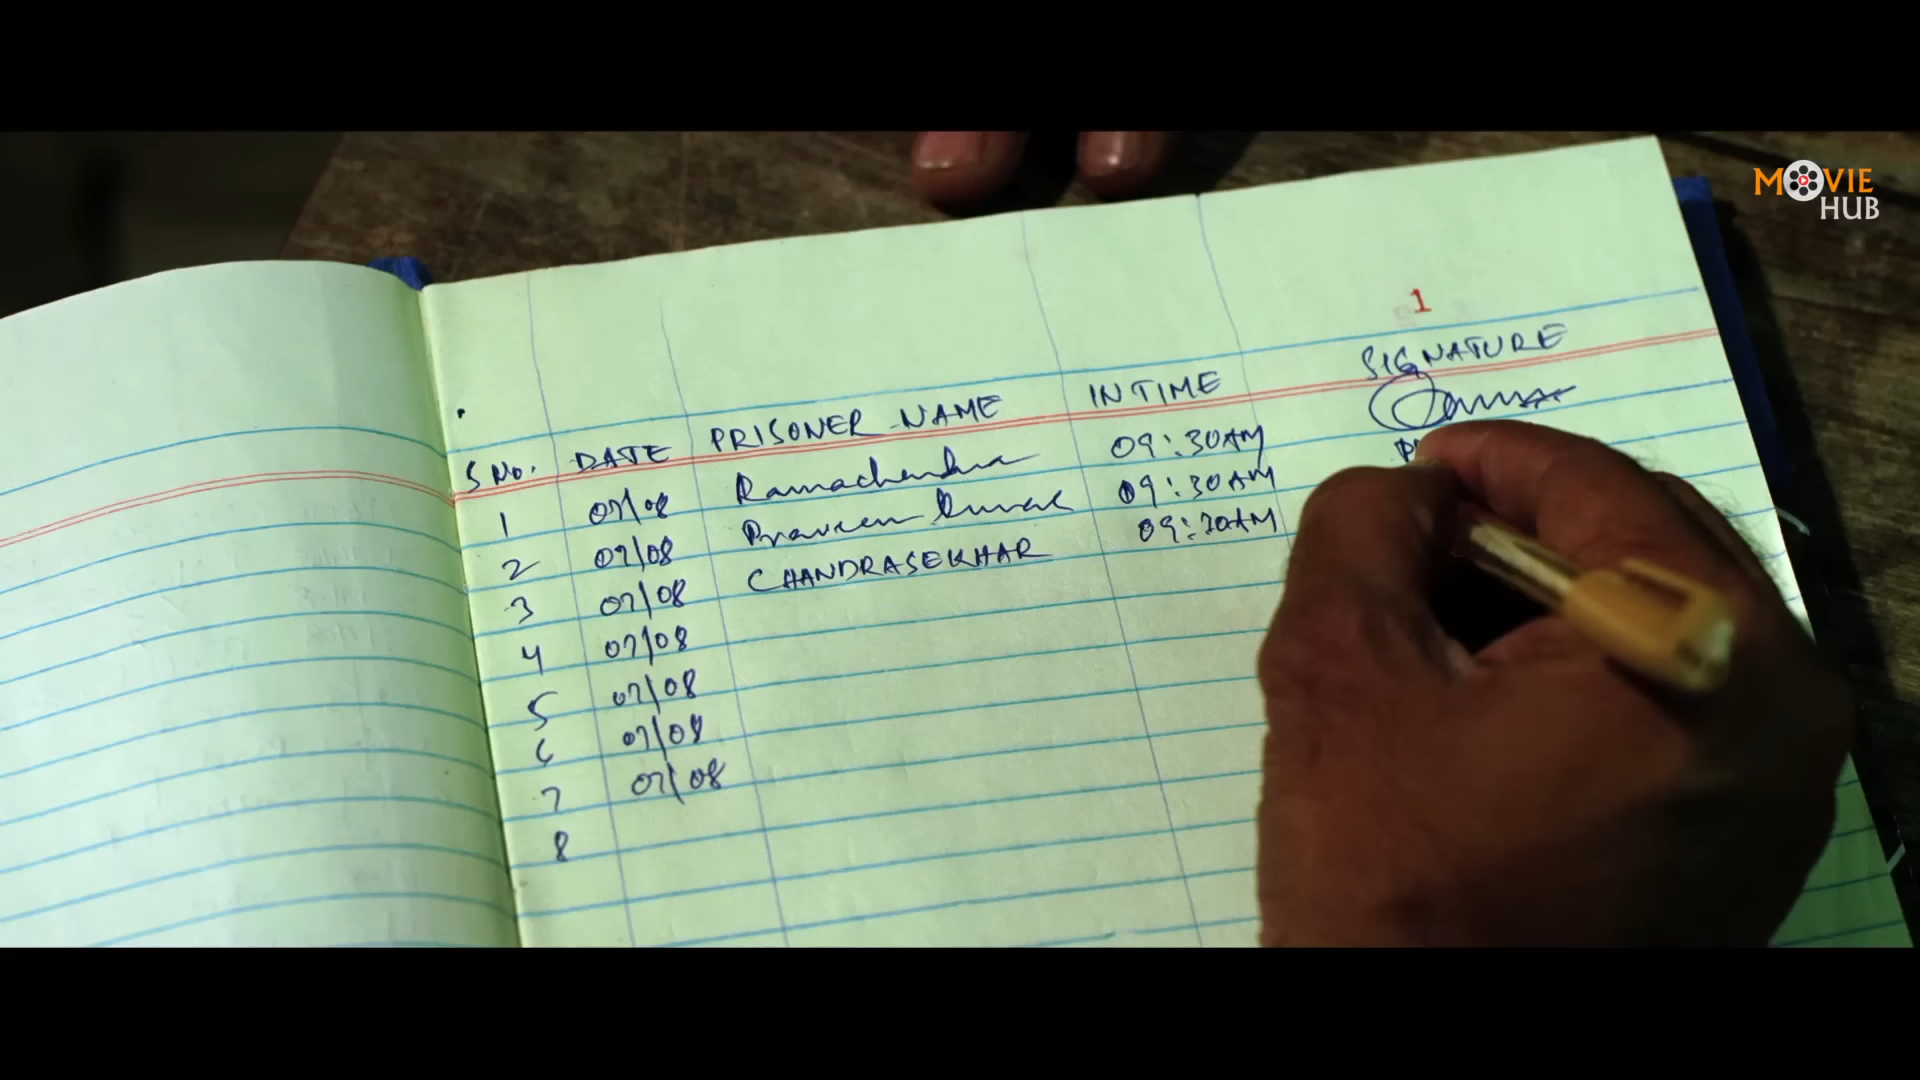 MOVIE
HUB
1
S No. DATE PRISONER NAME IN TIME SIGNATURE
1 07/08 Ramachandra 09:30AM
2 07/08 Praveen Kumar 09:30AM
3 07/08 CHANDRASEKHAR 09:30AM
4 07/08
5 07/08
6 07/08
7 07/08
8